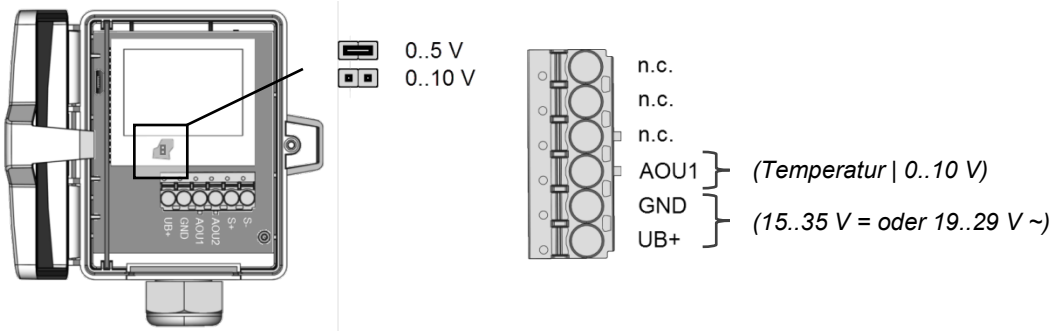 0..5 V
0..10 V
UB+
GND
AOU1
AOU2
S+
S-
n.c.
n.c.
n.c.
AOU1 (Temperatur | 0..10 V)
GND
UB+
(15..35 V = oder 19..29 V ~)